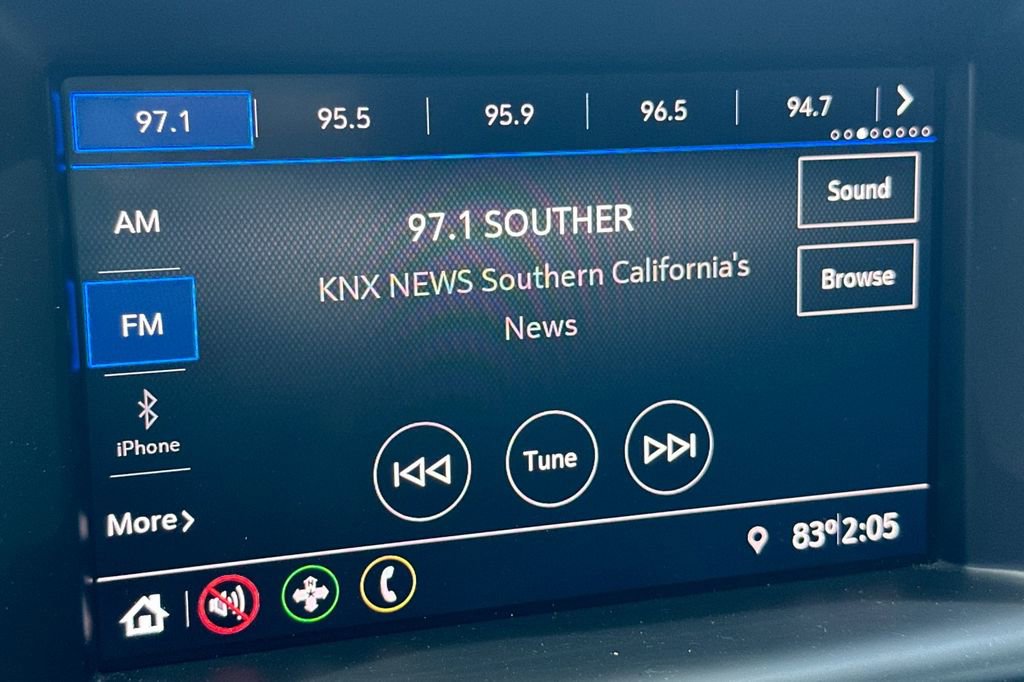 97.1 95.5 95.9 96.5 94.7
Sound
AM
97.1 SOUTHER
KNX NEWS Southern California's
News
Browse
FM
iPhone
Tune
More
83° 2:05
N